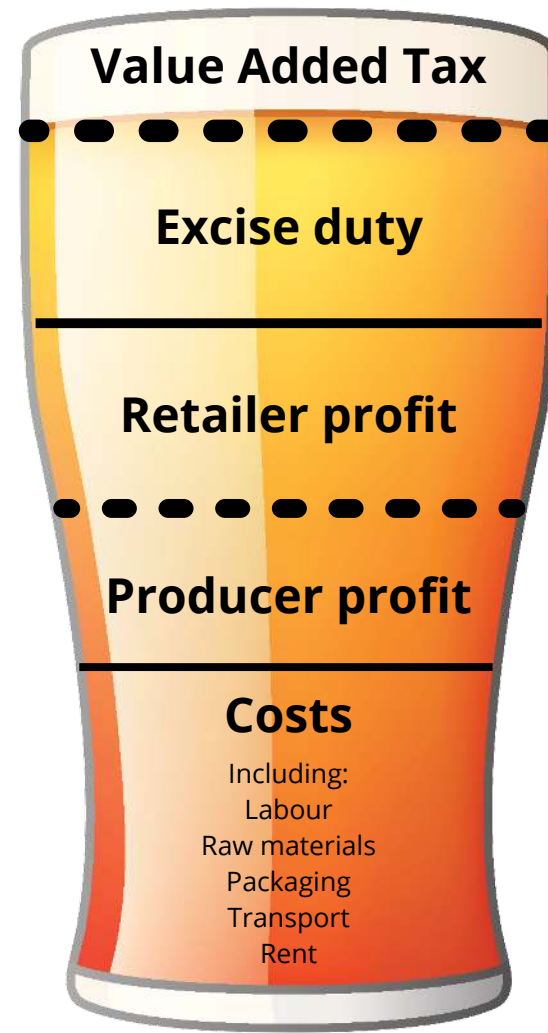 Value Added Tax
Excise duty
Retailer profit
Producer profit
Costs
Including:
Labour
Raw materials
Packaging
Transport
Rent